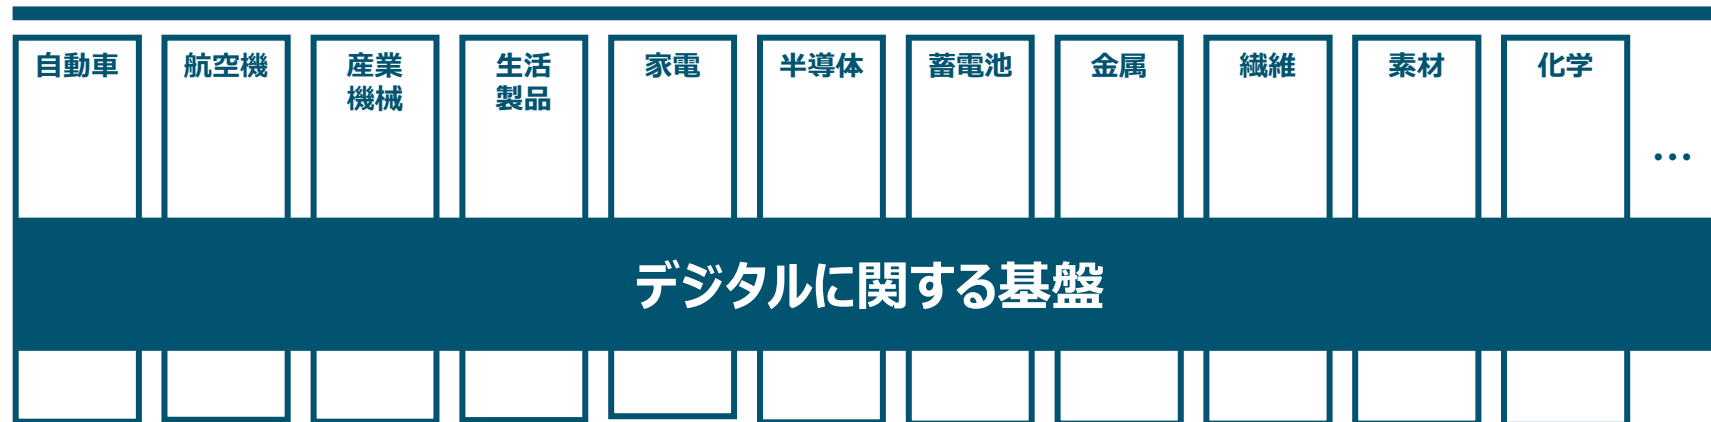 自動車
航空機
産業
機械
生活
製品
家電
半導体
蓄電池
金属
繊維
素材
化学
…
デジタルに関する基盤